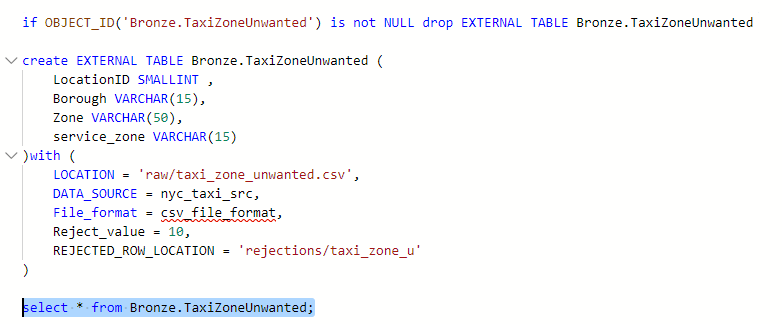 if OBJECT_ID('Bronze.TaxiZoneUnwanted') is not NULL drop EXTERNAL TABLE Bronze.TaxiZoneUnwanted
create EXTERNAL TABLE Bronze.TaxiZoneUnwanted (
LocationID SMALLINT ,
Borough VARCHAR(15),
Zone VARCHAR(50),
service_zone VARCHAR(15)
)with (
LOCATION = 'raw/taxi_zone_unwanted.csv',
DATA_SOURCE = nyc_taxi_src,
File_format = csv_file_format,
Reject_value = 10,
REJECTED_ROW_LOCATION = 'rejections/taxi_zone_u'
)
select * from Bronze.TaxiZoneUnwanted;